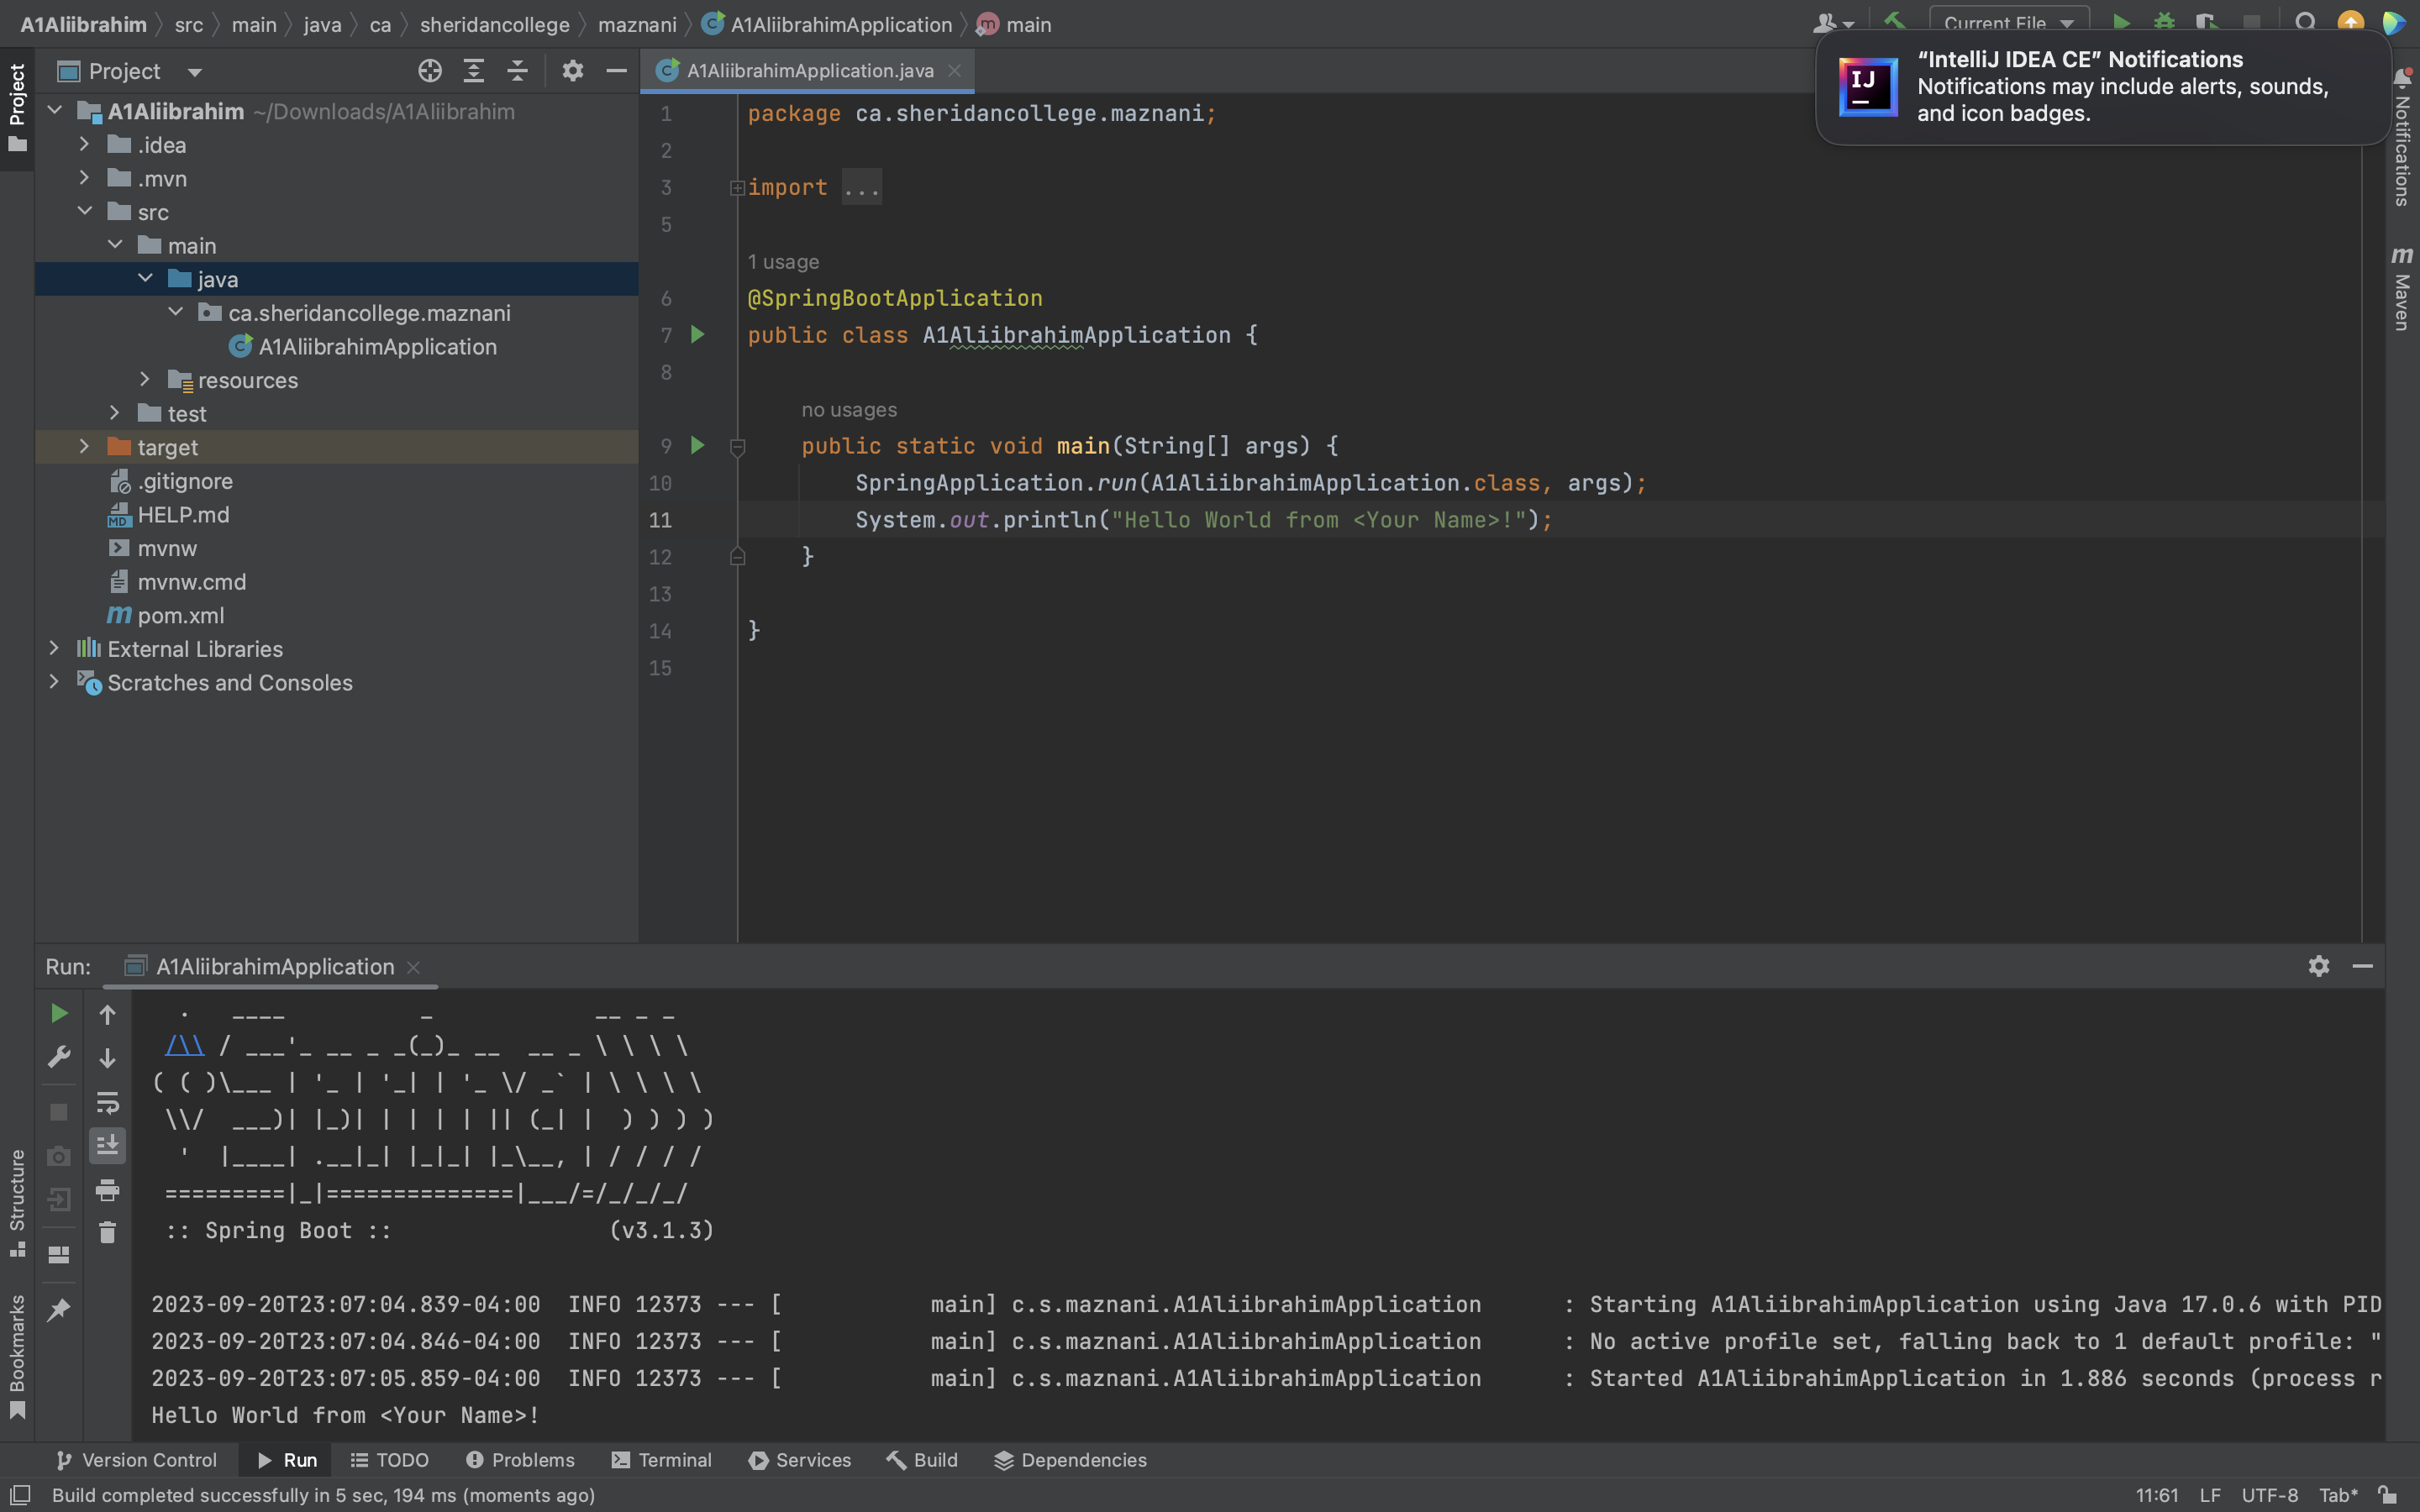 A1Aliibrahim src main java ca sheridancollege maznani A1AliibrahimApplication m main
Current File
"IntelliJ IDEA CE" Notifications
Notifications may include alerts, sounds,
and icon badges.
IJ
Project
Project
A1AliibrahimApplication.java
Notifications
Maven
A1Aliibrahim ~/Downloads/A1Aliibrahim
.idea
.mvn
src
main
java
ca.sheridancollege.maznani
A1AliibrahimApplication
resources
test
target
.gitignore
HELP.md
mvnw
mvnw.cmd
pom.xml
External Libraries
Scratches and Consoles
1 package ca.sheridancollege.maznani;
2
3 import ...
5
1 usage
6 @SpringBootApplication
7 public class A1AliibrahimApplication {
8
no usages
9 public static void main(String[] args) {
10 SpringApplication.run(A1AliibrahimApplication.class, args);
11 System.out.println("Hello World from <Your Name>!");
12 }
13
14 }
15
Run: A1AliibrahimApplication
  .   ____          _            __ _ _
 /\\ / ___'_ __ _ _(_)_ __  __ _ \ \ \ \
( ( )\___ | '_ | '_| | '_ \/ _` | \ \ \ \
 \\/  ___)| |_)| | | | | || (_| |  ) ) ) )
  '  |____| .__|_| |_|_| |_\__, | / / / /
 =========|_|==============|___/=/_/_/_/
 :: Spring Boot ::                (v3.1.3)
2023-09-20T23:07:04.839-04:00  INFO 12373 --- [           main] c.s.maznani.A1AliibrahimApplication      : Starting A1AliibrahimApplication using Java 17.0.6 with PID
2023-09-20T23:07:04.846-04:00  INFO 12373 --- [           main] c.s.maznani.A1AliibrahimApplication      : No active profile set, falling back to 1 default profile: "
2023-09-20T23:07:05.859-04:00  INFO 12373 --- [           main] c.s.maznani.A1AliibrahimApplication      : Started A1AliibrahimApplication in 1.886 seconds (process r
Hello World from <Your Name>!
Structure
Bookmarks
Version Control Run TODO Problems Terminal Services Build Dependencies
Build completed successfully in 5 sec, 194 ms (moments ago)
11:61 LF UTF-8 Tab*